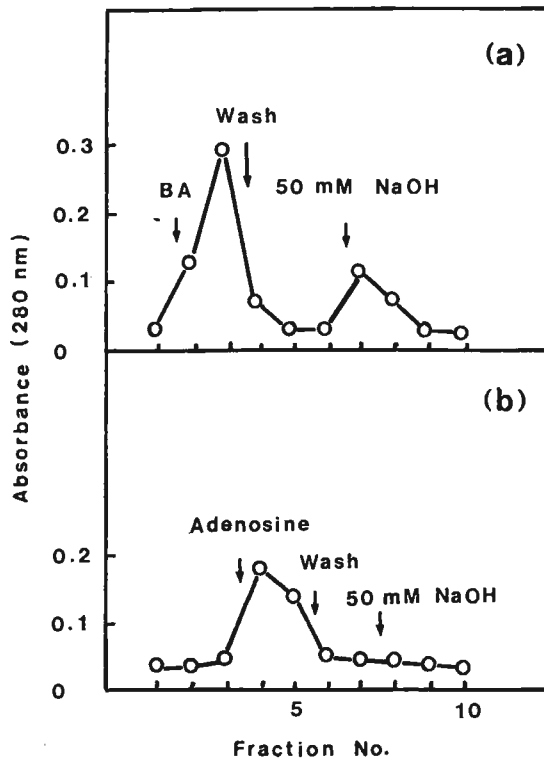 (a)
Wash
0.3
BA
50 mM NaOH
0.2
0.1
0
Absorbance (280 nm)
(b)
Adenosine
0.2
Wash
50 mM NaOH
0.1
0
5
10
Fraction No.